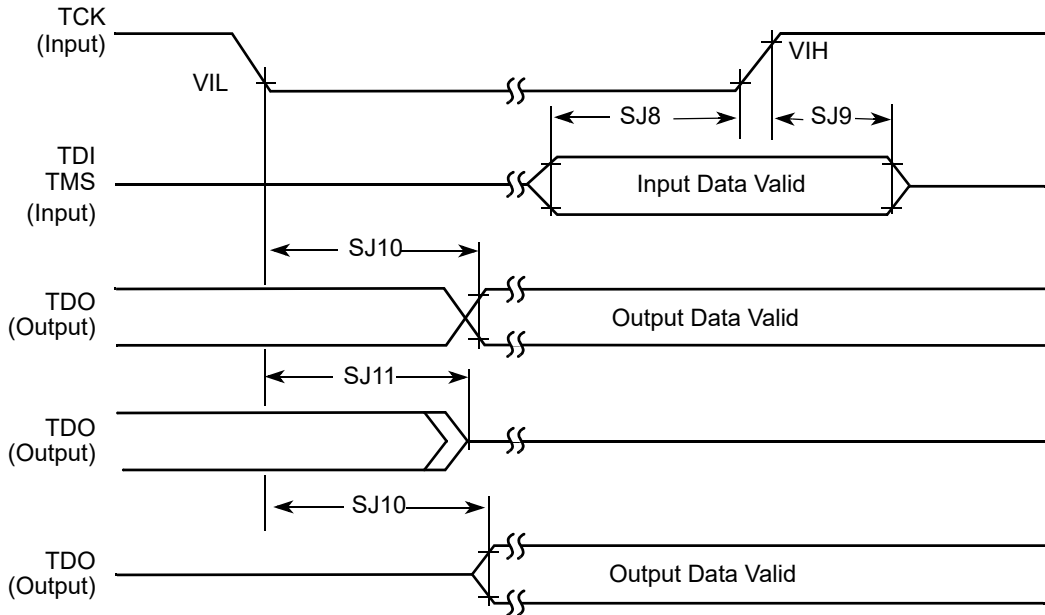 TCK
(Input)
VIL
VIH
SJ8
SJ9
TDI
TMS
(Input)
Input Data Valid
SJ10
TDO
(Output)
Output Data Valid
SJ11
TDO
(Output)
SJ10
TDO
(Output)
Output Data Valid